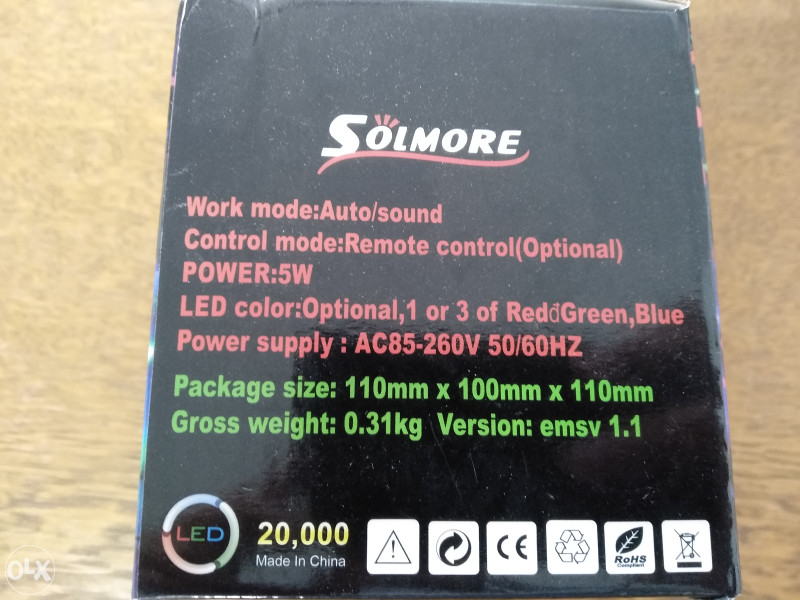 SOLMORE
Work mode:Auto/sound
Control mode:Remote control(Optional)
POWER:5W
LED color:Optional,1 or 3 of RedđGreen,Blue
Power supply : AC85-260V 50/60HZ
Package size: 110mm x 100mm x 110mm
Gross weight: 0.31kg Version: emsv 1.1
LED
20,000
Made In China
CE
RoHS
Compliant
OLX